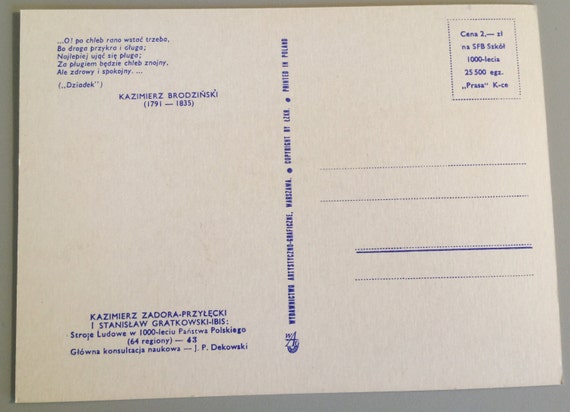 „...O! po chleb rano wstać trzeba,
Bo droga przykra i długa;
Najlepiej ująć się pługa;
Za pługiem będzie chleb znojny,
Ale zdrowy i spokojny. ...
(„Dziadek")
KAZIMIERZ BRODZIŃSKI
(1791 — 1835)
KAZIMIERZ ZADORA-PRZYŁĘCKI
I STANISŁAW GRATKOWSKI-IBIS:
Stroje Ludowe w 1000-leciu Państwa Polskiego
(64 regiony) — 43
Główna konsultacja naukowa — J. P. Dekowski
WYDAWNICTWO ARTYSTYCZNO-GRAFICZNE, WARSZAWA. ● COPYRIGHT BY ŁZKR. ● PRINTED IN POLAND
Cena 2,— zł
na SFB Szkół
1000-lecia
25 500 egz.
„Prasa" K-ce